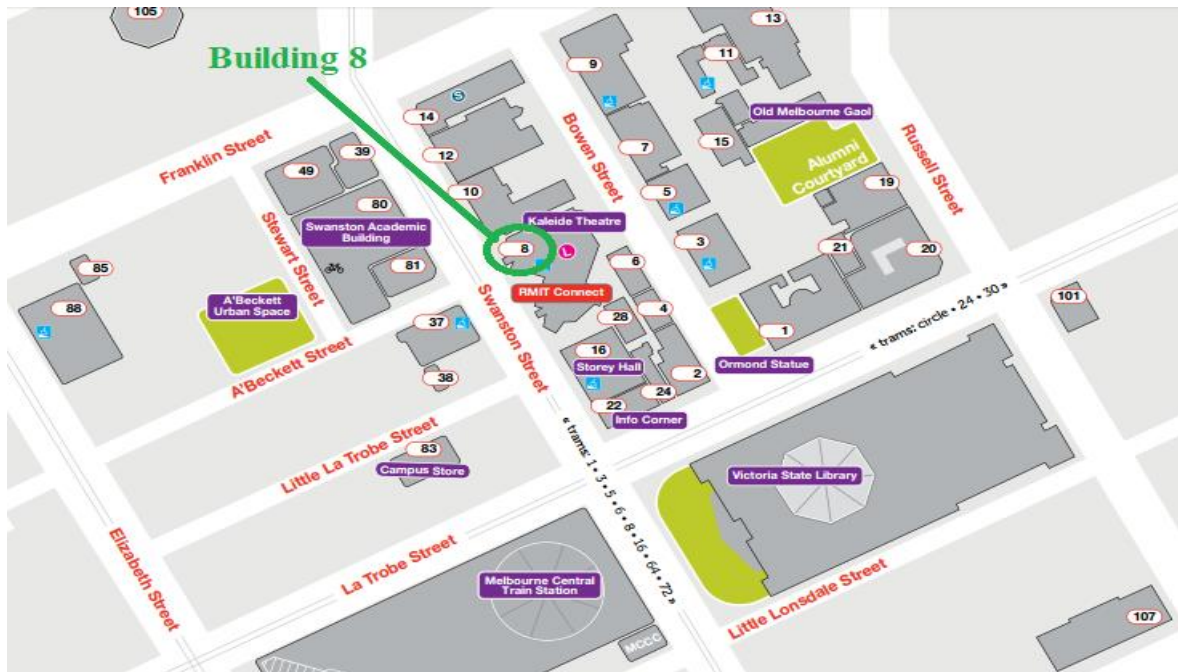 105
13
Building 8
11
9
S
Old Melbourne Gaol
14
39
Franklin Street
Bowen Street
15
Russell Street
49
12
7
Alumni
Courtyard
10
5
19
80
Swanston Academic
Building
Kaleide Theatre
Stewart Street
8
L
3
21
20
6
81
85
RMIT Connect
101
A'Beckett
Urban Space
88
28
4
« trams: circle • 24 • 30 »
37
Swanston Street
1
16
A'Beckett Street
Storey Hall
Ormond Statue
38
2
24
22
Info Corner
Little La Trobe Street
83
Campus Store
« trams: 1 • 3 • 5 • 6 • 8 • 16 • 64 • 72 »
Victoria State Library
Elizabeth Street
La Trobe Street
Melbourne Central
Train Station
Little Lonsdale Street
107
MCCC